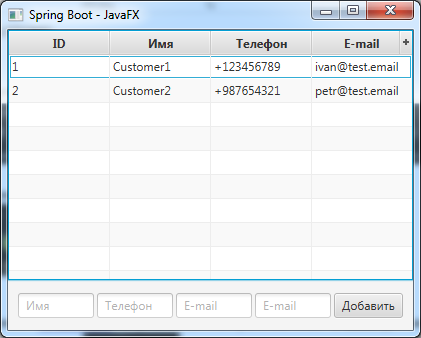 Spring Boot - JavaFX
ID Имя Телефон E-mail +
1 Customer1 +123456789 ivan@test.email
2 Customer2 +987654321 petr@test.email
Имя Телефон E-mail E-mail Добавить